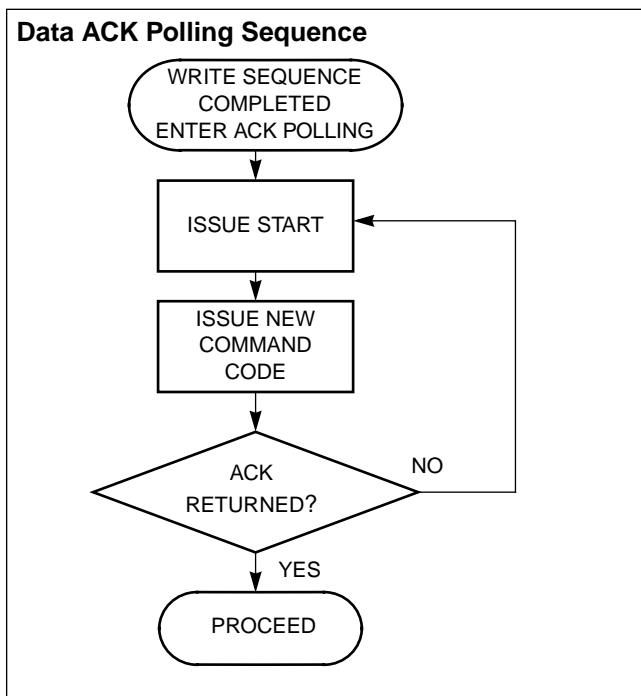 Data ACK Polling Sequence
WRITE SEQUENCE
COMPLETED
ENTER ACK POLLING
ISSUE START
ISSUE NEW
COMMAND
CODE
ACK
RETURNED?
NO
YES
PROCEED